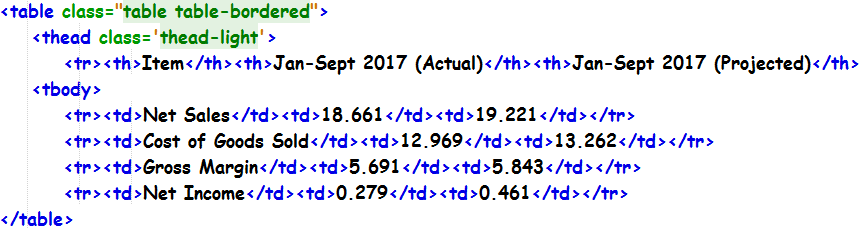 <table class="table table-bordered">
<thead class='thead-light'>
<tr><th>Item</th><th>Jan-Sept 2017 (Actual)</th><th>Jan-Sept 2017 (Projected)</th>
<tbody>
<tr><td>Net Sales</td><td>18.661</td><td>19.221</td></tr>
<tr><td>Cost of Goods Sold</td><td>12.969</td><td>13.262</td></tr>
<tr><td>Gross Margin</td><td>5.691</td><td>5.843</td></tr>
<tr><td>Net Income</td><td>0.279</td><td>0.461</td></tr>
</table>